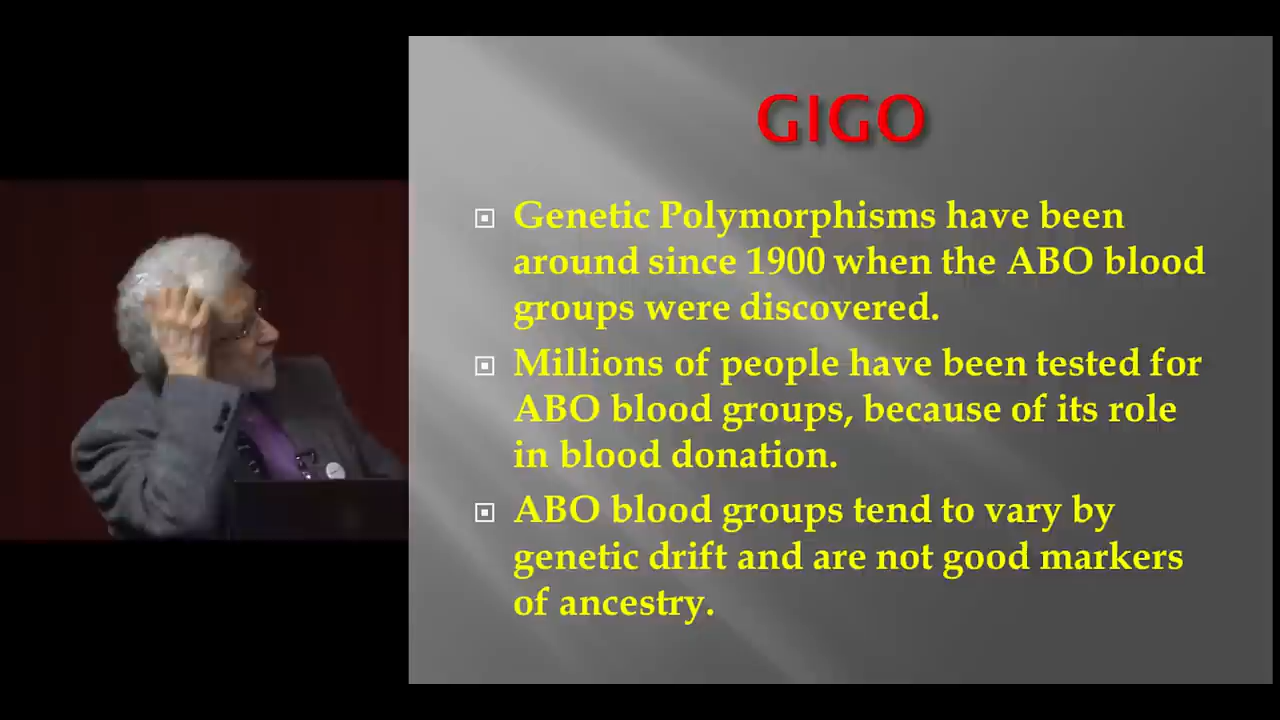 GIGO
Genetic Polymorphisms have been
around since 1900 when the ABO blood
groups were discovered.
Millions of people have been tested for
ABO blood groups, because of its role
in blood donation.
ABO blood groups tend to vary by
genetic drift and are not good markers
of ancestry.